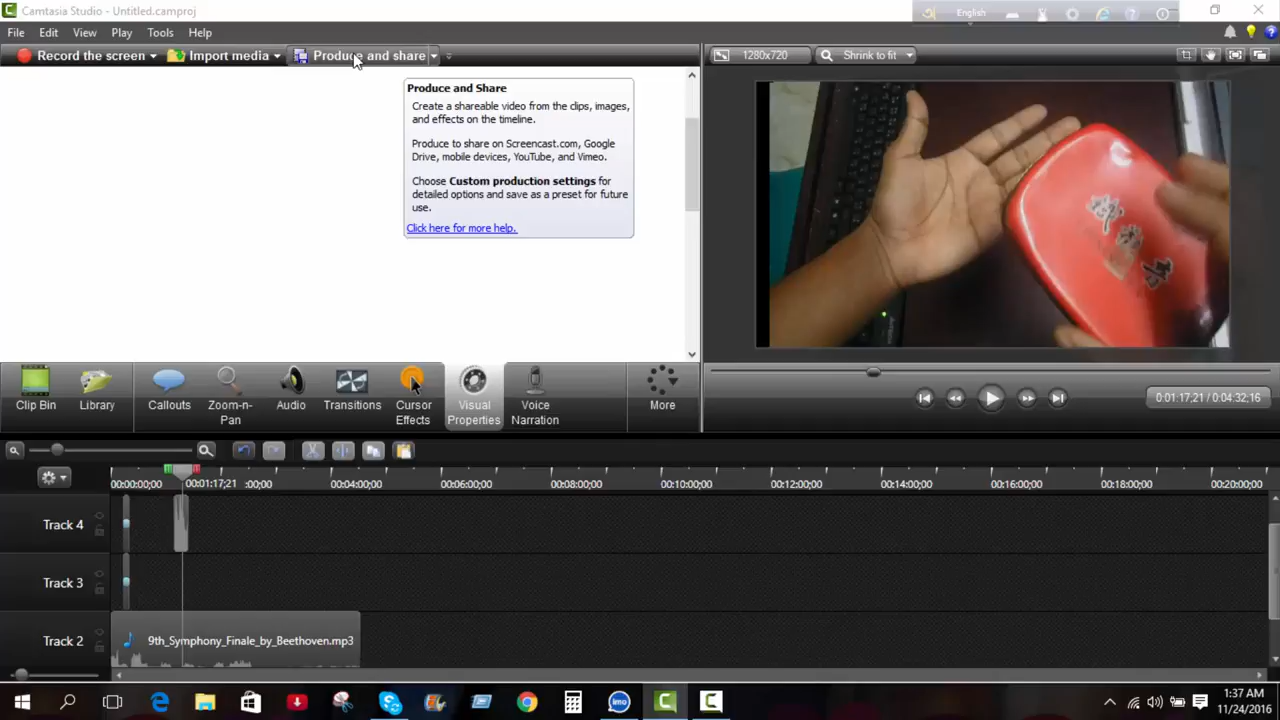 Camtasia Studio - Untitled.camproj
English
File Edit View Play Tools Help
Record the screen Import media Produce and share
1280x720 Shrink to fit
Produce and Share
Create a shareable video from the clips, images,
and effects on the timeline.
Produce to share on Screencast.com, Google
Drive, mobile devices, YouTube, and Vimeo.
Choose Custom production settings for
detailed options and save as a preset for future
use.
Click here for more help.
Clip Bin
Library
Callouts
Zoom-n-
Pan
Audio
Transitions
Cursor
Effects
Visual
Properties
Voice
Narration
More
0:01:17;21 / 0:04:32;16
00:00:00;00 00:01:17;21 :00;00 00:04:00;00 00:06:00;00 00:08:00;00 00:10:00;00 00:12:00;00 00:14:00;00 00:16:00;00 00:18:00;00 00:20:00;00
Track 4
Track 3
Track 2
9th_Symphony_Finale_by_Beethoven.mp3
imo
1:37 AM
11/24/2016